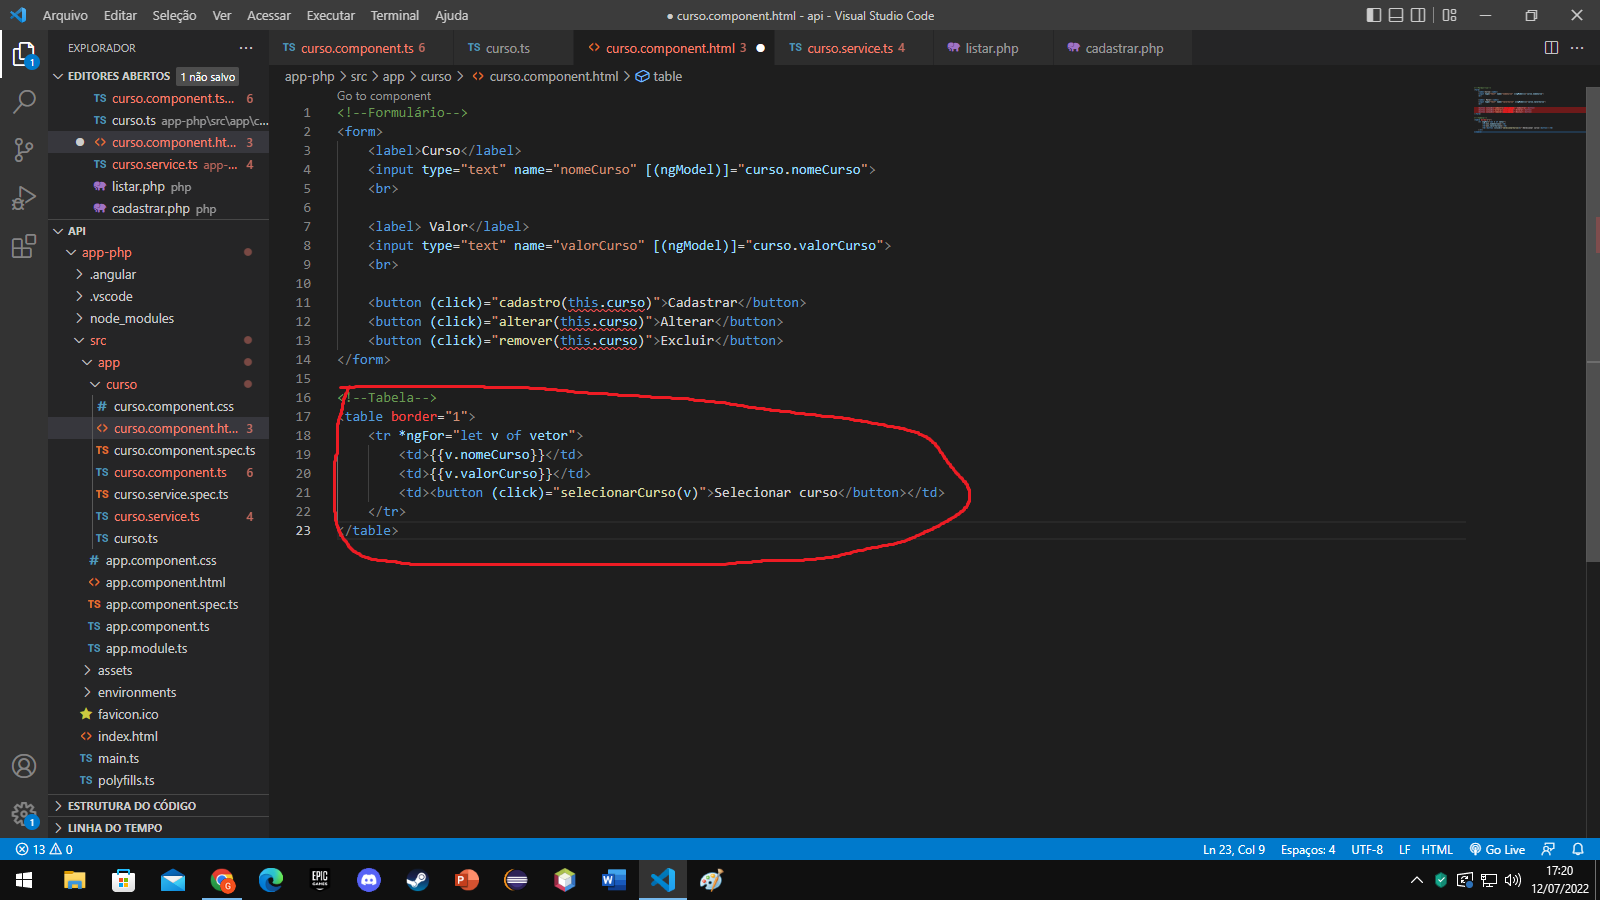 Arquivo Editar Seleção Ver Acessar Executar Terminal Ajuda
● curso.component.html - api - Visual Studio Code
EXPLORADOR ···
TS curso.component.ts 6
TS curso.ts
<> curso.component.html 3 ●
TS curso.service.ts 4
listar.php
cadastrar.php
EDITORES ABERTOS 1 não salvo
TS curso.component.ts... 6
TS curso.ts app-php\src\app\c...
● <> curso.component.ht... 3
TS curso.service.ts app-... 4
listar.php php
cadastrar.php php
API
app-php
.angular
.vscode
node_modules
src
app
curso
# curso.component.css
<> curso.component.ht... 3
TS curso.component.spec.ts
TS curso.component.ts 6
TS curso.service.spec.ts
TS curso.service.ts 4
TS curso.ts
# app.component.css
<> app.component.html
TS app.component.spec.ts
TS app.component.ts
TS app.module.ts
assets
environments
favicon.ico
<> index.html
TS main.ts
TS polyfills.ts
ESTRUTURA DO CÓDIGO
LINHA DO TEMPO
1
1
app-php > src > app > curso > <> curso.component.html > table
Go to component
1 <!--Formulário-->
2 <form>
3 <label>Curso</label>
4 <input type="text" name="nomeCurso" [(ngModel)]="curso.nomeCurso">
5 <br>
6
7 <label> Valor</label>
8 <input type="text" name="valorCurso" [(ngModel)]="curso.valorCurso">
9 <br>
10
11 <button (click)="cadastro(this.curso)">Cadastrar</button>
12 <button (click)="alterar(this.curso)">Alterar</button>
13 <button (click)="remover(this.curso)">Excluir</button>
14 </form>
15
16 <!--Tabela-->
17 <table border="1">
18 <tr *ngFor="let v of vetor">
19 <td>{{v.nomeCurso}}</td>
20 <td>{{v.valorCurso}}</td>
21 <td><button (click)="selecionarCurso(v)">Selecionar curso</button></td>
22 </tr>
23 </table>
13 0
Ln 23, Col 9 Espaços: 4 UTF-8 LF HTML Go Live
EPIC GAMES
17:20
12/07/2022